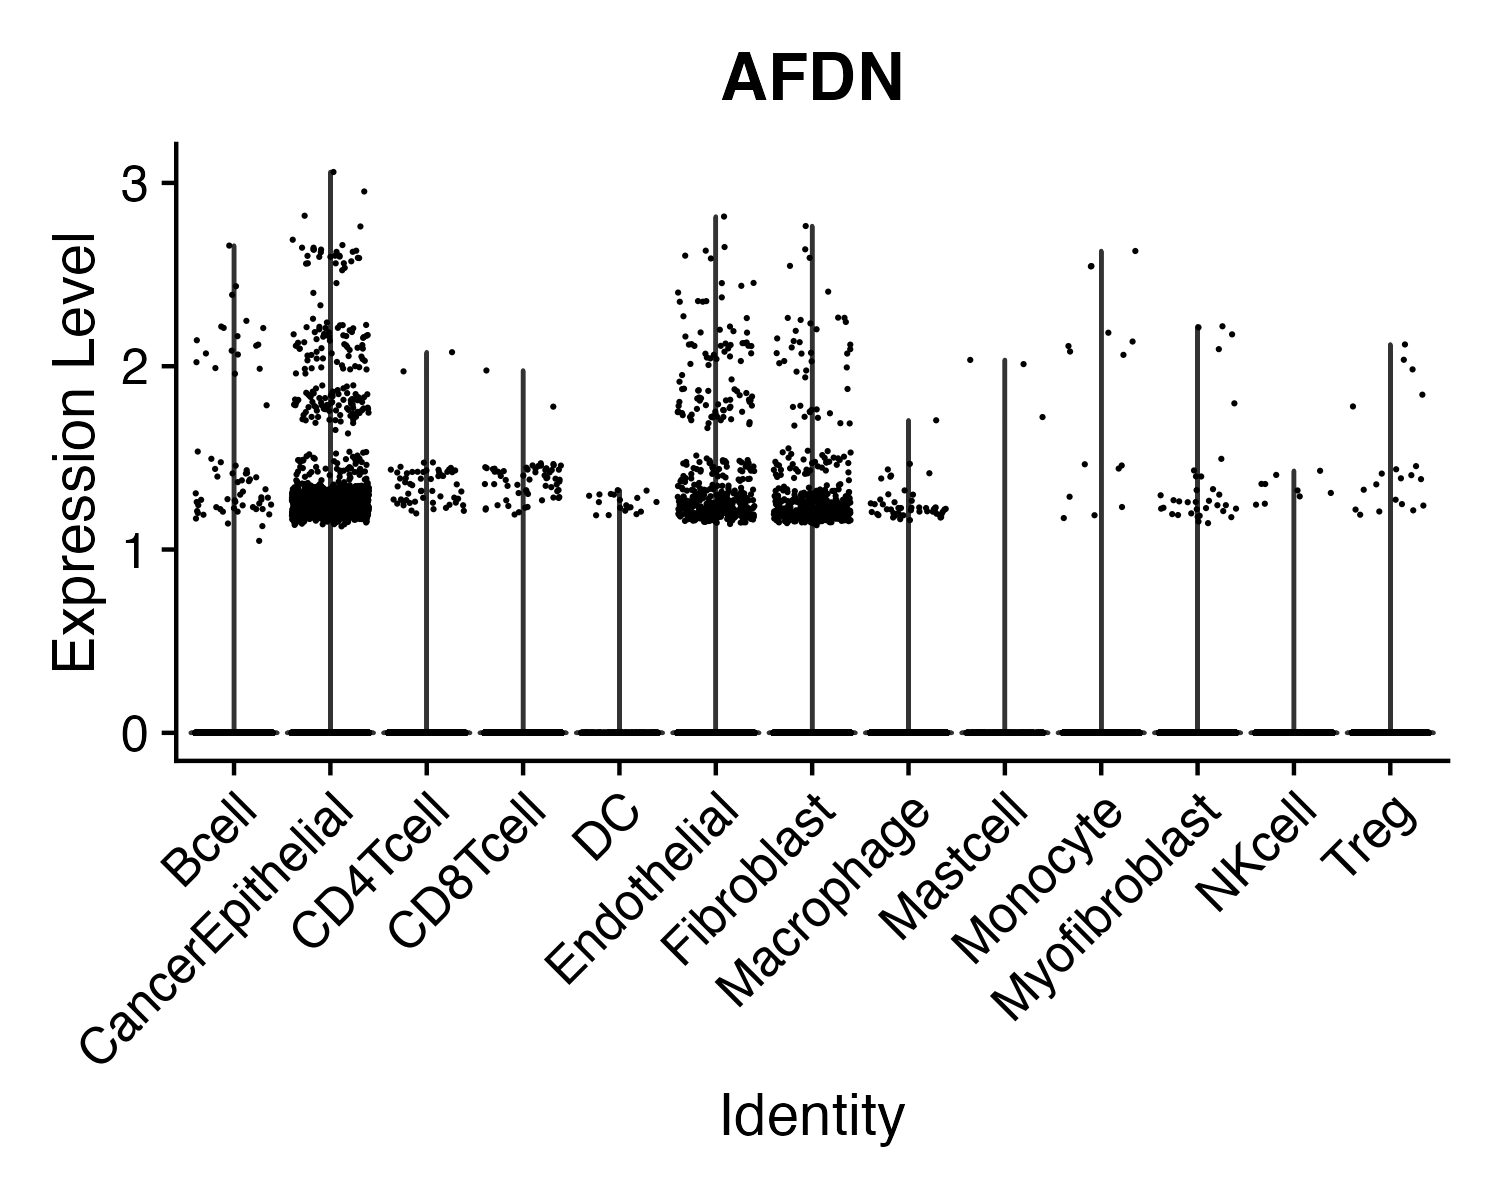 AFDN
Expression Level
3
2
1
0
Bcell
CancerEpithelial
CD4Tcell
CD8Tcell
DC
Endothelial
Fibroblast
Macrophage
Mastcell
Monocyte
Myofibroblast
NKcell
Treg
Identity